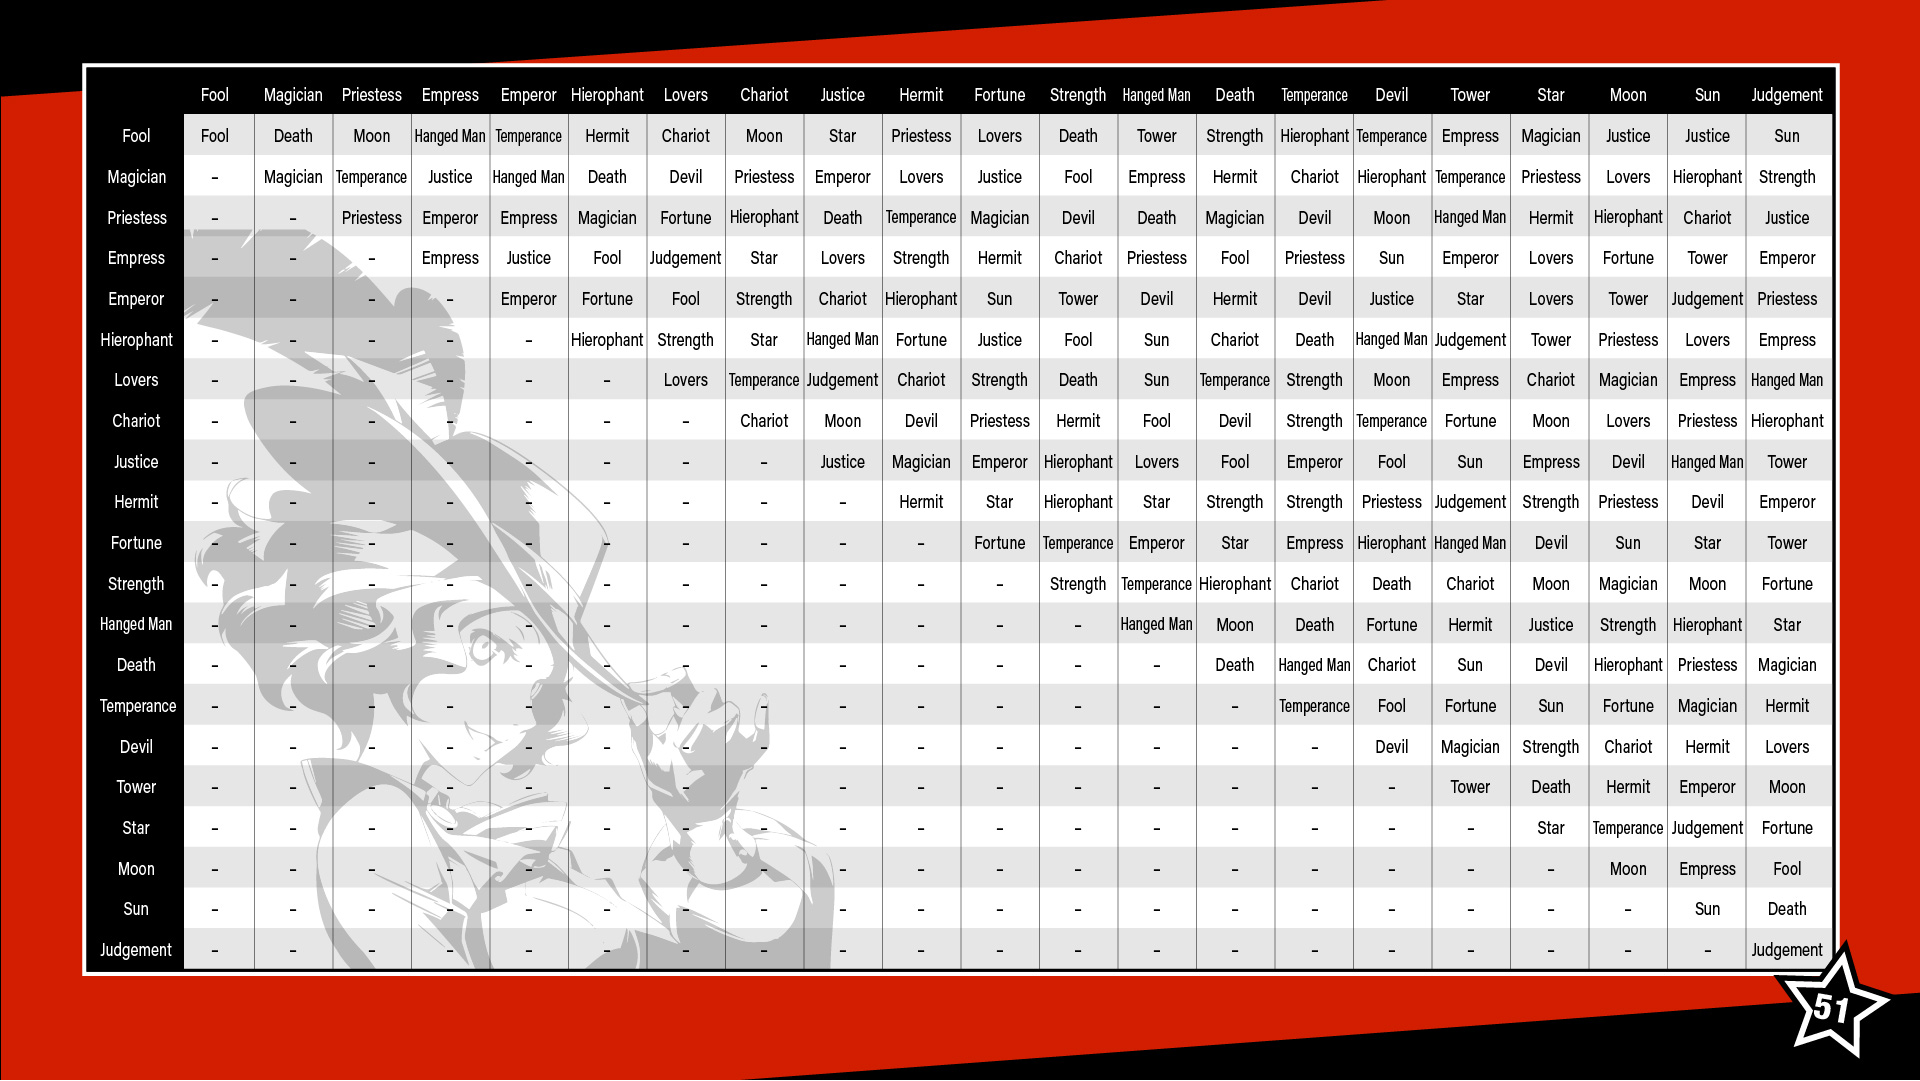 Fool Magician Priestess Empress Emperor Hierophant Lovers Chariot Justice Hermit Fortune Strength Hanged Man Death Temperance Devil Tower Star Moon Sun Judgement
Fool Fool Death Moon Hanged Man Temperance Hermit Chariot Moon Star Priestess Lovers Death Tower Strength Hierophant Temperance Empress Magician Justice Justice Sun
Magician – Magician Temperance Justice Hanged Man Death Devil Priestess Emperor Lovers Justice Fool Empress Hermit Chariot Hierophant Temperance Priestess Lovers Hierophant Strength
Priestess – – Priestess Emperor Empress Magician Fortune Hierophant Death Temperance Magician Devil Death Magician Devil Moon Hanged Man Hermit Hierophant Chariot Justice
Empress – – – Empress Justice Fool Judgement Star Lovers Strength Hermit Chariot Priestess Fool Priestess Sun Emperor Lovers Fortune Tower Emperor
Emperor – – – – Emperor Fortune Fool Strength Chariot Hierophant Sun Tower Devil Hermit Devil Justice Star Lovers Tower Judgement Priestess
Hierophant – – – – – Hierophant Strength Star Hanged Man Fortune Justice Fool Sun Chariot Death Hanged Man Judgement Tower Priestess Lovers Empress
Lovers – – – – – – Lovers Temperance Judgement Chariot Strength Death Sun Temperance Strength Moon Empress Chariot Magician Empress Hanged Man
Chariot – – – – – – – Chariot Moon Devil Priestess Hermit Fool Devil Strength Temperance Fortune Moon Lovers Priestess Hierophant
Justice – – – – – – – – Justice Magician Emperor Hierophant Lovers Fool Emperor Fool Sun Empress Devil Hanged Man Tower
Hermit – – – – – – – – – Hermit Star Hierophant Star Strength Strength Priestess Judgement Strength Priestess Devil Emperor
Fortune – – – – – – – – – – Fortune Temperance Emperor Star Empress Hierophant Hanged Man Devil Sun Star Tower
Strength – – – – – – – – – – – Strength Temperance Hierophant Chariot Death Chariot Moon Magician Moon Fortune
Hanged Man – – – – – – – – – – – – Hanged Man Moon Death Fortune Hermit Justice Strength Hierophant Star
Death – – – – – – – – – – – – – Death Hanged Man Chariot Sun Devil Hierophant Priestess Magician
Temperance – – – – – – – – – – – – – – Temperance Fool Fortune Sun Fortune Magician Hermit
Devil – – – – – – – – – – – – – – – Devil Magician Strength Chariot Hermit Lovers
Tower – – – – – – – – – – – – – – – – Tower Death Hermit Emperor Moon
Star – – – – – – – – – – – – – – – – – Star Temperance Judgement Fortune
Moon – – – – – – – – – – – – – – – – – – Moon Empress Fool
Sun – – – – – – – – – – – – – – – – – – – Sun Death
Judgement – – – – – – – – – – – – – – – – – – – – Judgement
51